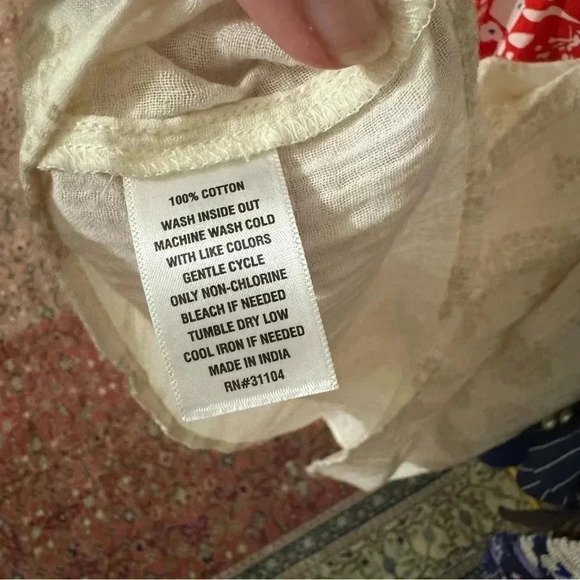 100% COTTON
WASH INSIDE OUT
MACHINE WASH COLD
WITH LIKE COLORS
GENTLE CYCLE
ONLY NON-CHLORINE
BLEACH IF NEEDED
TUMBLE DRY LOW
COOL IRON IF NEEDED
MADE IN INDIA
RN#31104